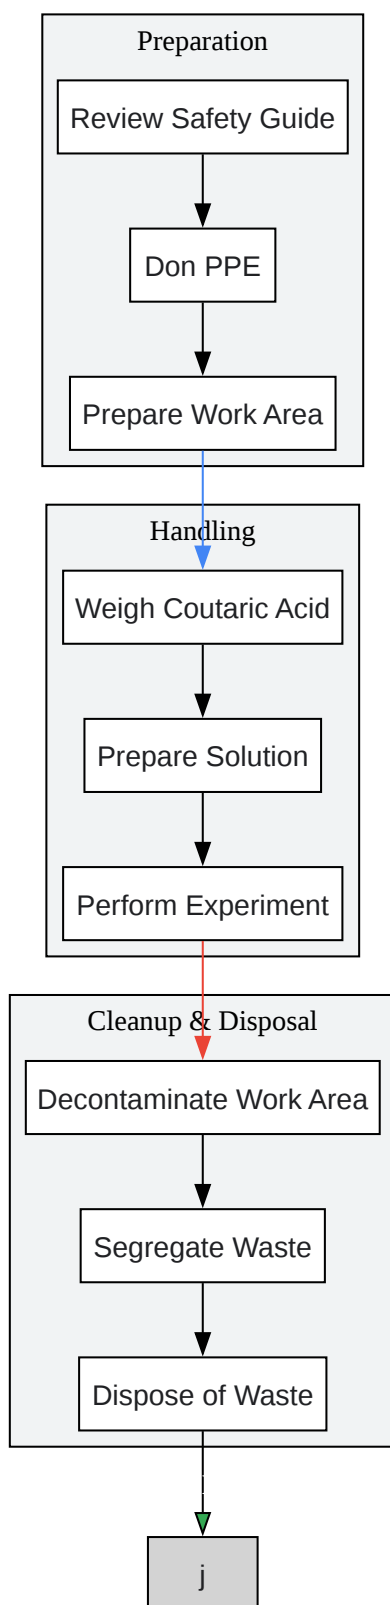 Preparation
Review Safety Guide
Don PPE
Prepare Work Area
Handling
Weigh Coutaric Acid
Prepare Solution
Perform Experiment
Cleanup & Disposal
Decontaminate Work Area
Segregate Waste
Dispose of Waste
j